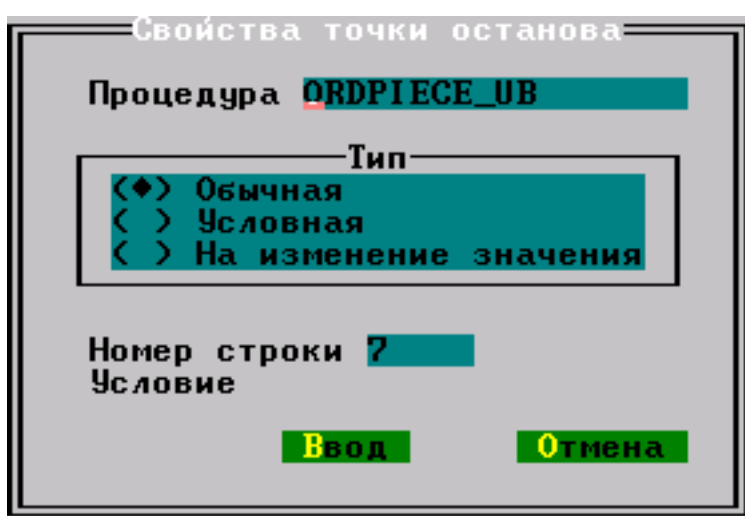 Свойства точки останова
Процедура ORDPIECE_UB
Тип
(♦) Обычная
( ) Условная
( ) На изменение значения
Номер строки 7
Условие
Ввод Отмена